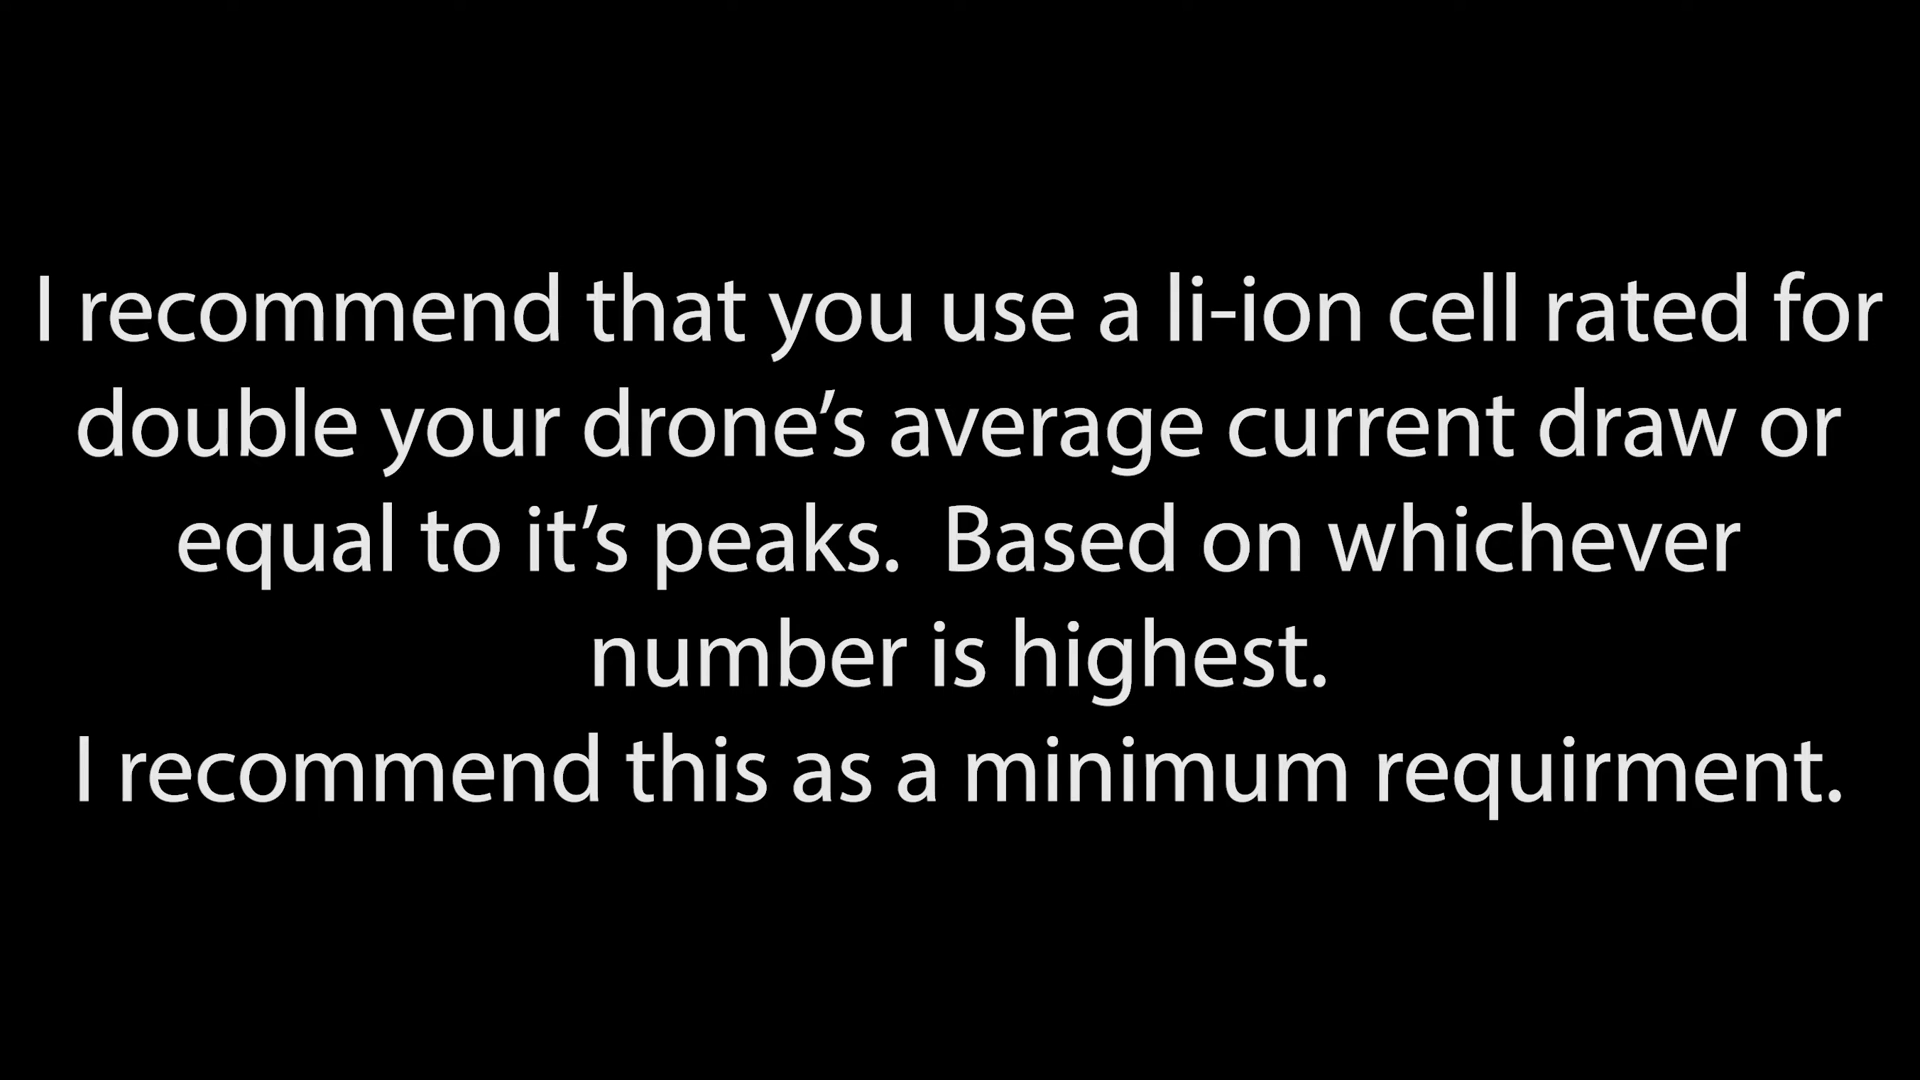 I recommend that you use a li-ion cell rated for
double your drone’s average current draw or
equal to it’s peaks.  Based on whichever
number is highest.
I recommend this as a minimum requirment.